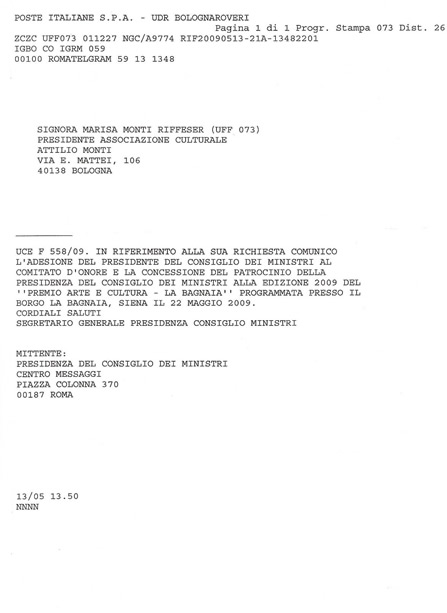 POSTE ITALIANE S.P.A. - UDR BOLOGNAROVERI
Pagina 1 di 1 Progr. Stampa 073 Dist. 26
ZCZC UFF073 011227 NGC/A9774 RIF20090513-21A-13482201
IGBO CO IGRM 059
00100 ROMATELGRAM 59 13 1348
SIGNORA MARISA MONTI RIFFESER (UFF 073)
PRESIDENTE ASSOCIAZIONE CULTURALE
ATTILIO MONTI
VIA E. MATTEI, 106
40138 BOLOGNA
UCE F 558/09. IN RIFERIMENTO ALLA SUA RICHIESTA COMUNICO
L'ADESIONE DEL PRESIDENTE DEL CONSIGLIO DEI MINISTRI AL
COMITATO D'ONORE E LA CONCESSIONE DEL PATROCINIO DELLA
PRESIDENZA DEL CONSIGLIO DEI MINISTRI ALLA EDIZIONE 2009 DEL
''PREMIO ARTE E CULTURA - LA BAGNAIA'' PROGRAMMATA PRESSO IL
BORGO LA BAGNAIA, SIENA IL 22 MAGGIO 2009.
CORDIALI SALUTI
SEGRETARIO GENERALE PRESIDENZA CONSIGLIO MINISTRI
MITTENTE:
PRESIDENZA DEL CONSIGLIO DEI MINISTRI
CENTRO MESSAGGI
PIAZZA COLONNA 370
00187 ROMA
13/05 13.50
NNNN